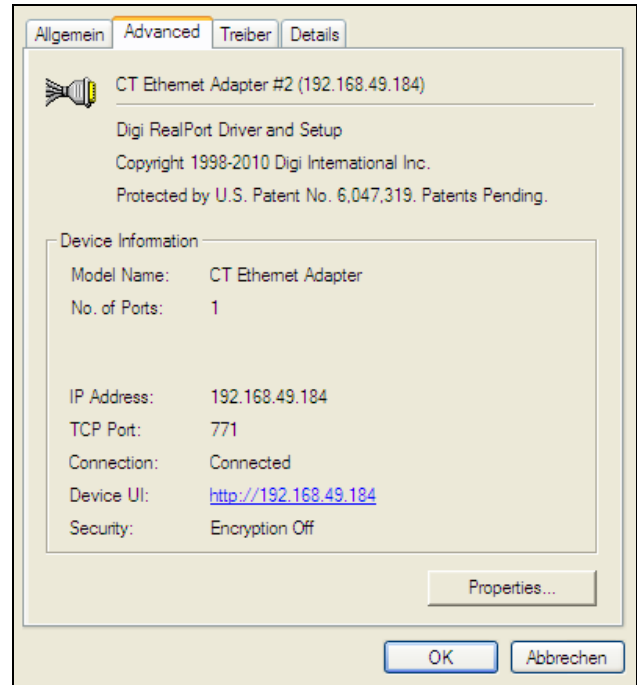 Allgemein Advanced Treiber Details
CT Ethernet Adapter #2 (192.168.49.184)
Digi RealPort Driver and Setup
Copyright 1998-2010 Digi International Inc.
Protected by U.S. Patent No. 6,047,319. Patents Pending.
Device Information
Model Name: CT Ethernet Adapter
No. of Ports: 1
IP Address: 192.168.49.184
TCP Port: 771
Connection: Connected
Device UI: http://192.168.49.184
Security: Encryption Off
Properties...
OK Abbrechen